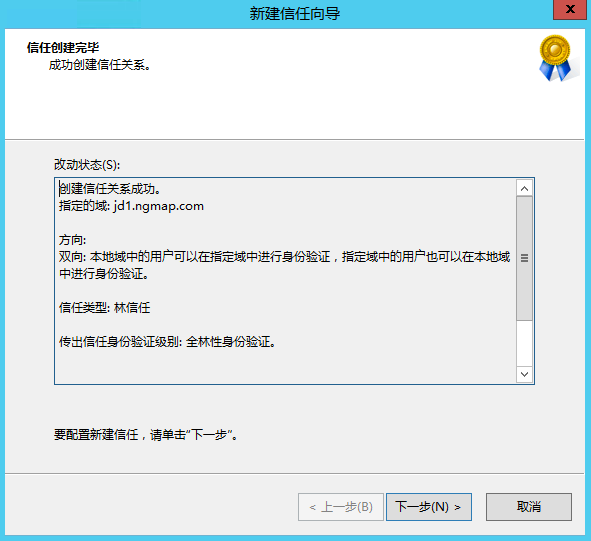 新建信任向导
信任创建完毕
成功创建信任关系。
改动状态(S):
创建信任关系成功。
指定的域: jd1.ngmap.com
方向:
双向: 本地域中的用户可以在指定域中进行身份验证，指定域中的用户也可以在本地域
中进行身份验证。
信任类型: 林信任
传出信任身份验证级别: 全林性身份验证。
要配置新建信任，请单击"下一步"。
< 上一步(B) 下一步(N) > 取消